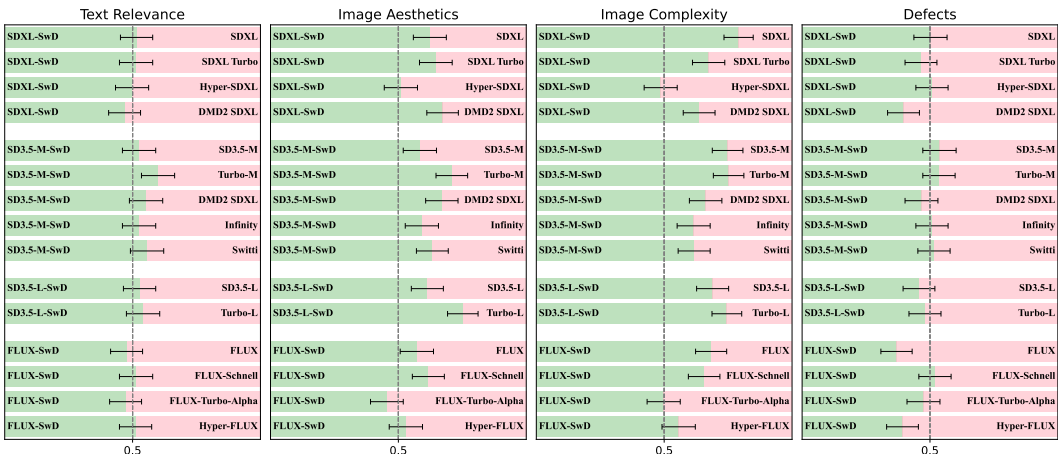 Text Relevance
SDXL-SwD SDXL
SDXL-SwD SDXL Turbo
SDXL-SwD Hyper-SDXL
SDXL-SwD DMD2 SDXL
SD3.5-M-SwD SD3.5-M
SD3.5-M-SwD Turbo-M
SD3.5-M-SwD DMD2 SDXL
SD3.5-M-SwD Infinity
SD3.5-M-SwD Switti
SD3.5-L-SwD SD3.5-L
SD3.5-L-SwD Turbo-L
FLUX-SwD FLUX
FLUX-SwD FLUX-Schnell
FLUX-SwD FLUX-Turbo-Alpha
FLUX-SwD Hyper-FLUX
0.5
Image Aesthetics
SDXL-SwD SDXL
SDXL-SwD SDXL Turbo
SDXL-SwD Hyper-SDXL
SDXL-SwD DMD2 SDXL
SD3.5-M-SwD SD3.5-M
SD3.5-M-SwD Turbo-M
SD3.5-M-SwD DMD2 SDXL
SD3.5-M-SwD Infinity
SD3.5-M-SwD Switti
SD3.5-L-SwD SD3.5-L
SD3.5-L-SwD Turbo-L
FLUX-SwD FLUX
FLUX-SwD FLUX-Schnell
FLUX-SwD FLUX-Turbo-Alpha
FLUX-SwD Hyper-FLUX
0.5
Image Complexity
SDXL-SwD SDXL
SDXL-SwD SDXL Turbo
SDXL-SwD Hyper-SDXL
SDXL-SwD DMD2 SDXL
SD3.5-M-SwD SD3.5-M
SD3.5-M-SwD Turbo-M
SD3.5-M-SwD DMD2 SDXL
SD3.5-M-SwD Infinity
SD3.5-M-SwD Switti
SD3.5-L-SwD SD3.5-L
SD3.5-L-SwD Turbo-L
FLUX-SwD FLUX
FLUX-SwD FLUX-Schnell
FLUX-SwD FLUX-Turbo-Alpha
FLUX-SwD Hyper-FLUX
0.5
Defects
SDXL-SwD SDXL
SDXL-SwD SDXL Turbo
SDXL-SwD Hyper-SDXL
SDXL-SwD DMD2 SDXL
SD3.5-M-SwD SD3.5-M
SD3.5-M-SwD Turbo-M
SD3.5-M-SwD DMD2 SDXL
SD3.5-M-SwD Infinity
SD3.5-M-SwD Switti
SD3.5-L-SwD SD3.5-L
SD3.5-L-SwD Turbo-L
FLUX-SwD FLUX
FLUX-SwD FLUX-Schnell
FLUX-SwD FLUX-Turbo-Alpha
FLUX-SwD Hyper-FLUX
0.5